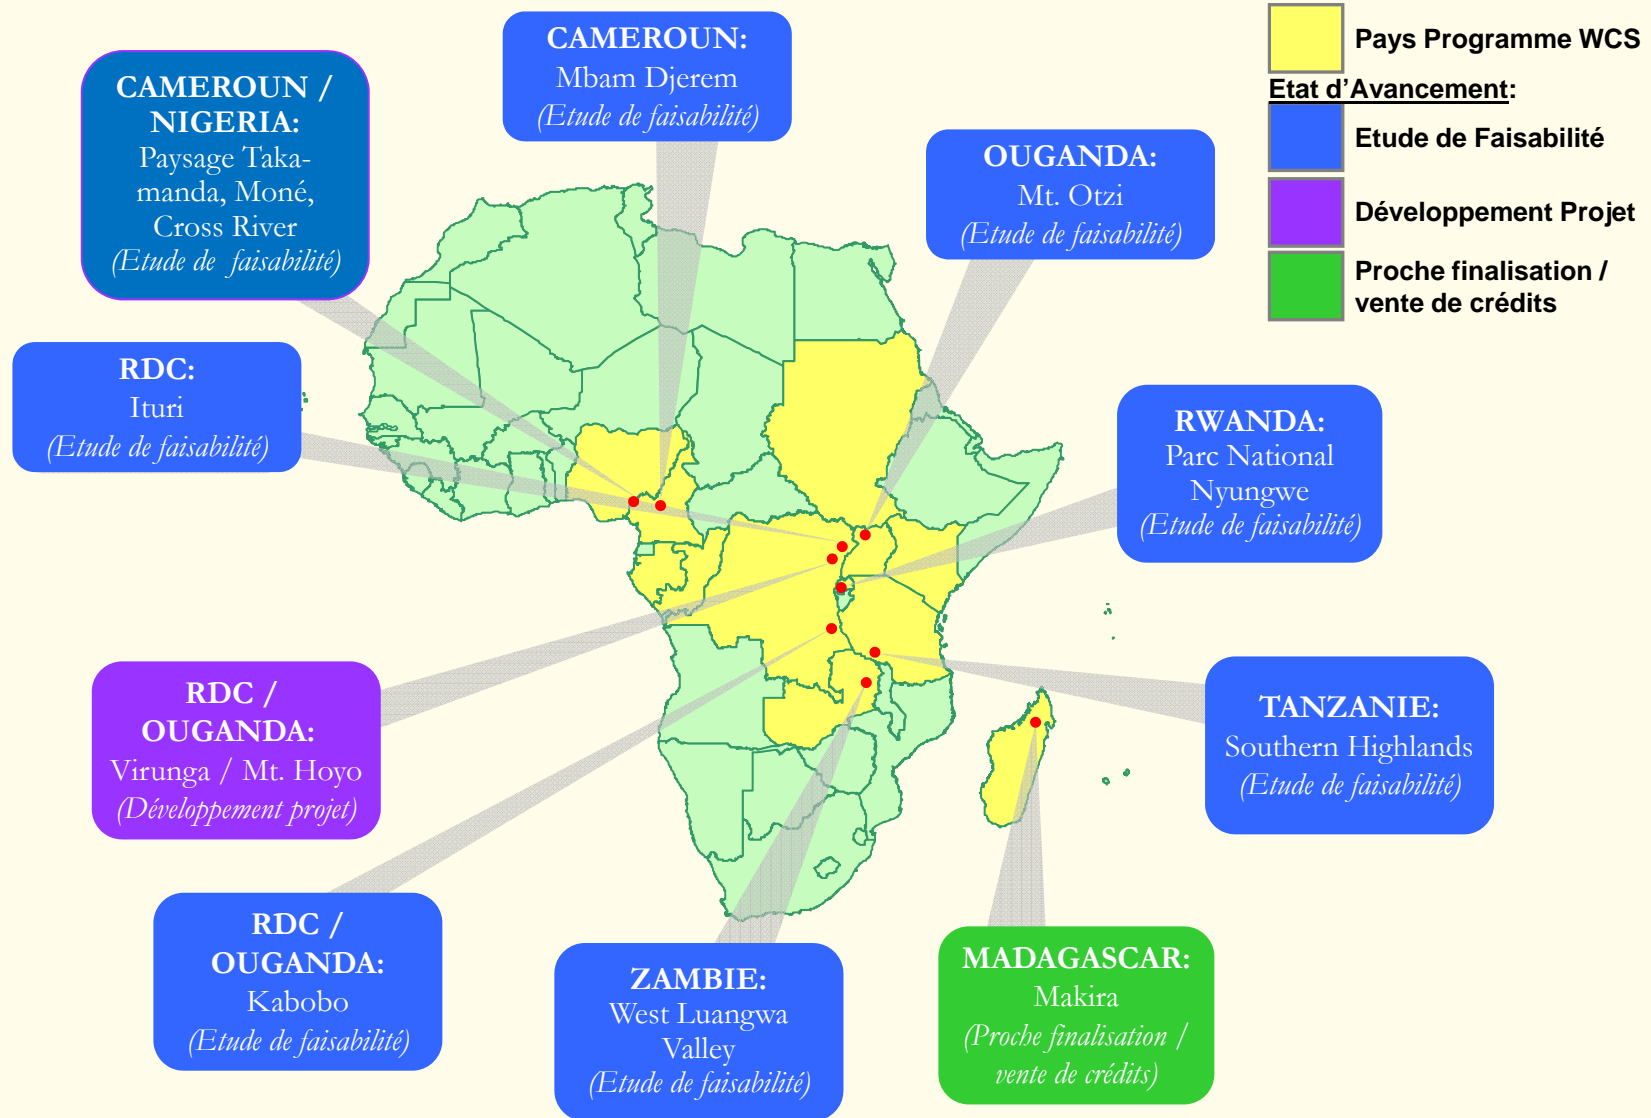 CAMEROUN:
Mbam Djerem
(Etude de faisabilité)
CAMEROUN /
NIGERIA:
Paysage Taka-
manda, Moné,
Cross River
(Etude de faisabilité)
Pays Programme WCS
Etat d’Avancement:
Etude de Faisabilité
Développement Projet
Proche finalisation /
vente de crédits
OUGANDA:
Mt. Otzi
(Etude de faisabilité)
RDC:
Ituri
(Etude de faisabilité)
RWANDA:
Parc National
Nyungwe
(Etude de faisabilité)
RDC /
OUGANDA:
Virunga / Mt. Hoyo
(Développement projet)
TANZANIE:
Southern Highlands
(Etude de faisabilité)
RDC /
OUGANDA:
Kabobo
(Etude de faisabilité)
ZAMBIE:
West Luangwa
Valley
(Etude de faisabilité)
MADAGASCAR:
Makira
(Proche finalisation /
vente de crédits)